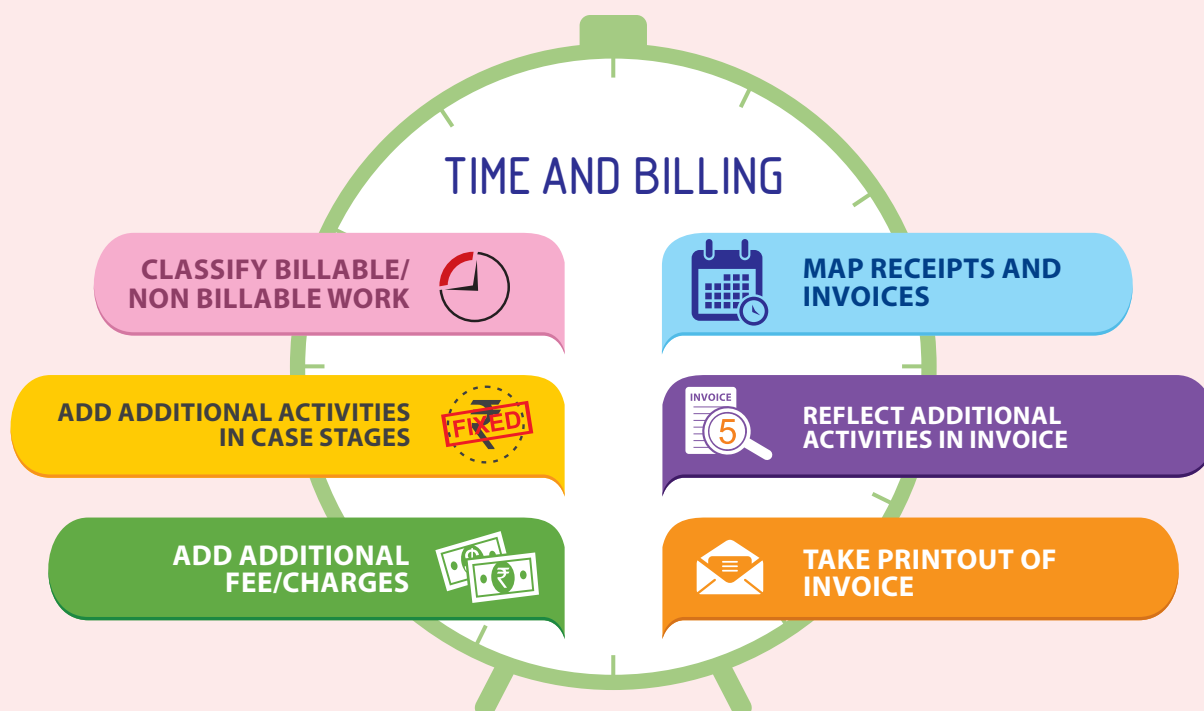 TIME AND BILLING
CLASSIFY BILLABLE/
NON BILLABLE WORK
ADD ADDITIONAL ACTIVITIES
IN CASE STAGES
₹
FIXED
ADD ADDITIONAL
FEE/CHARGES
₹
MAP RECEIPTS AND
INVOICES
INVOICE
5
REFLECT ADDITIONAL
ACTIVITIES IN INVOICE
TAKE PRINTOUT OF
INVOICE